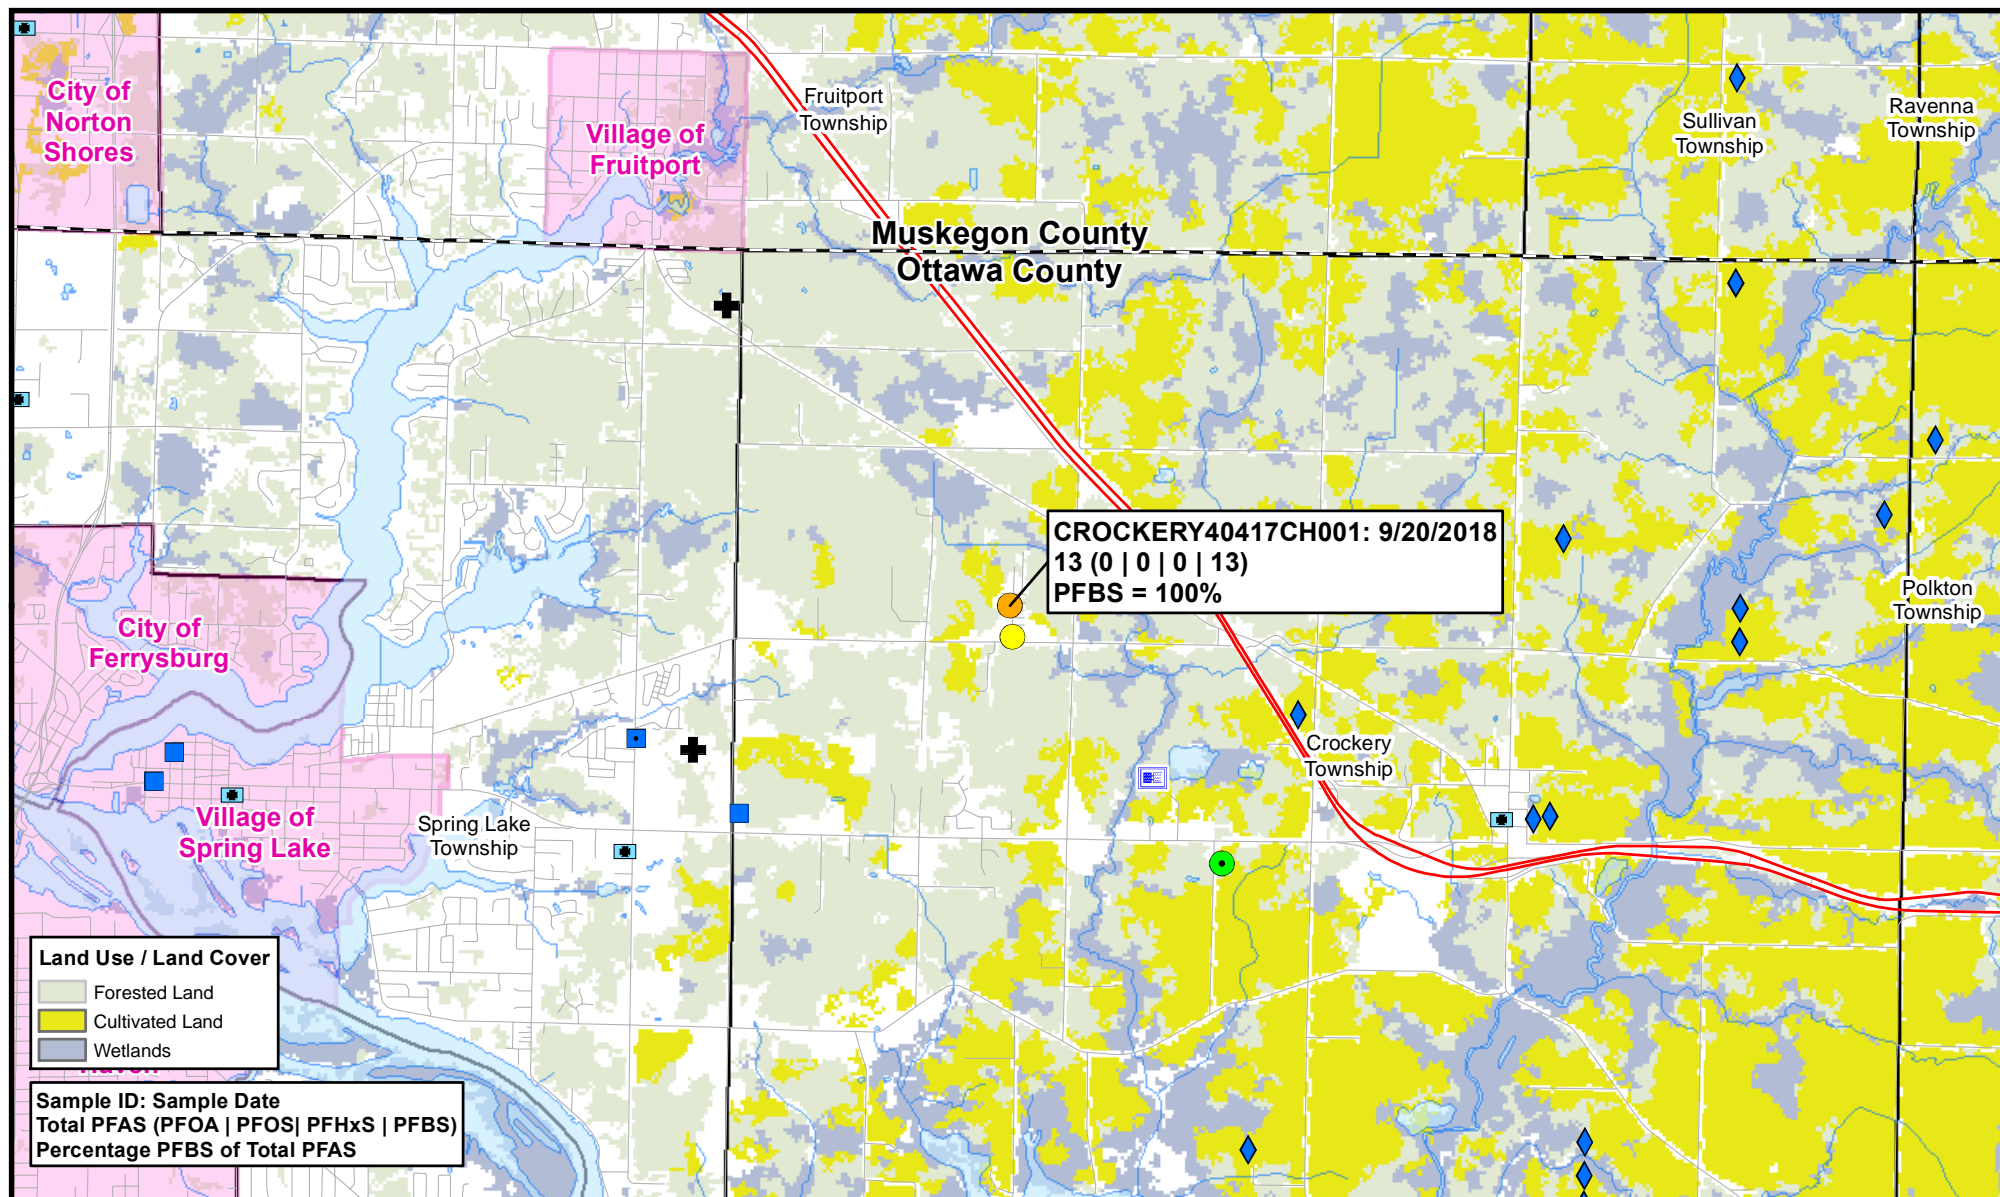 City of
Norton
Shores
Village of
Fruitport
Fruitport
Township
Sullivan
Township
Ravenna
Township
Muskegon County
Ottawa County
CROCKERY40417CH001: 9/20/2018
13 (0 | 0 | 0 | 13)
PFBS = 100%
Polkton
Township
City of
Ferrysburg
Crockery
Township
Village of
Spring Lake
Spring Lake
Township
Land Use / Land Cover
Forested Land
Cultivated Land
Wetlands
Sample ID: Sample Date
Total PFAS (PFOA | PFOS| PFHxS | PFBS)
Percentage PFBS of Total PFAS